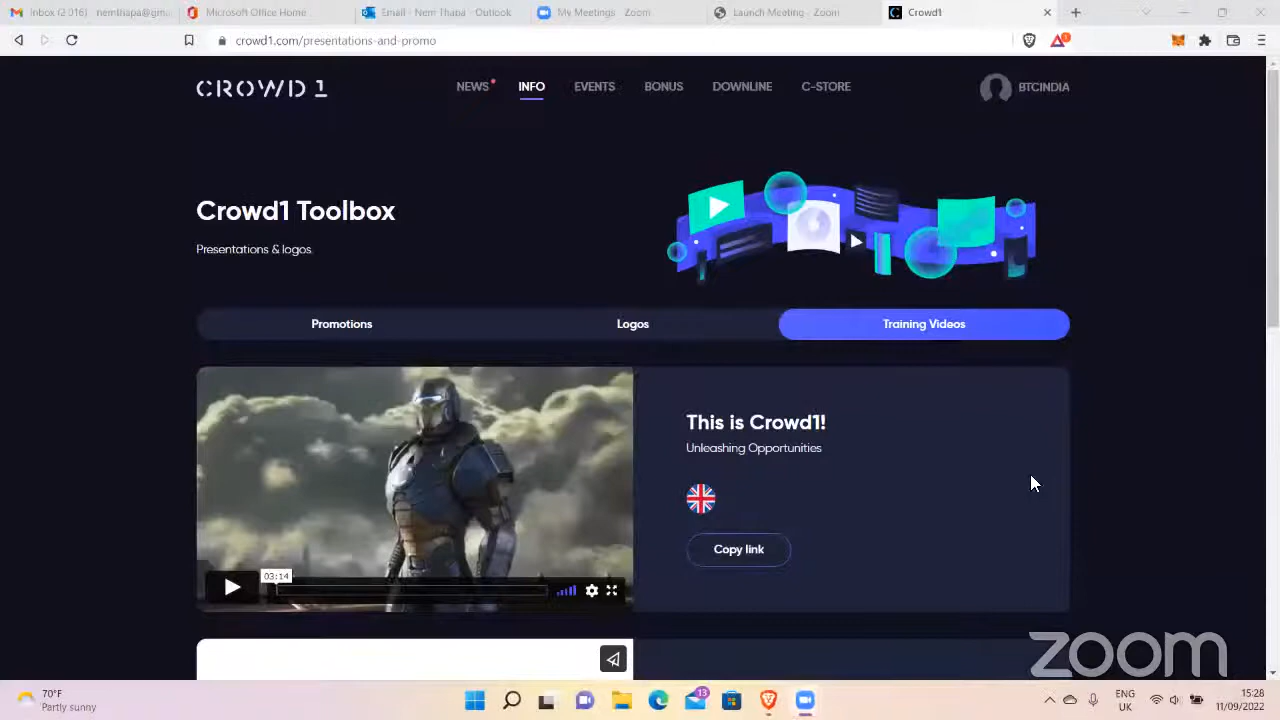 Inbox (2,016) - nemthapa@gma
Microsoft Office Home
Email - Nem Thapa - Outlook
My Meetings - Zoom
Launch Meeting - Zoom
Crowd1
crowd1.com/presentations-and-promo
CROWD 1
NEWS
INFO
EVENTS
BONUS
DOWNLINE
C-STORE
BTCINDIA
Crowd1 Toolbox
Presentations & logos
Promotions
Logos
Training Videos
This is Crowd1!
Unleashing Opportunities
Copy link
03:14
zoom
70°F
Partly sunny
13
ENG
UK
15:28
11/09/2022